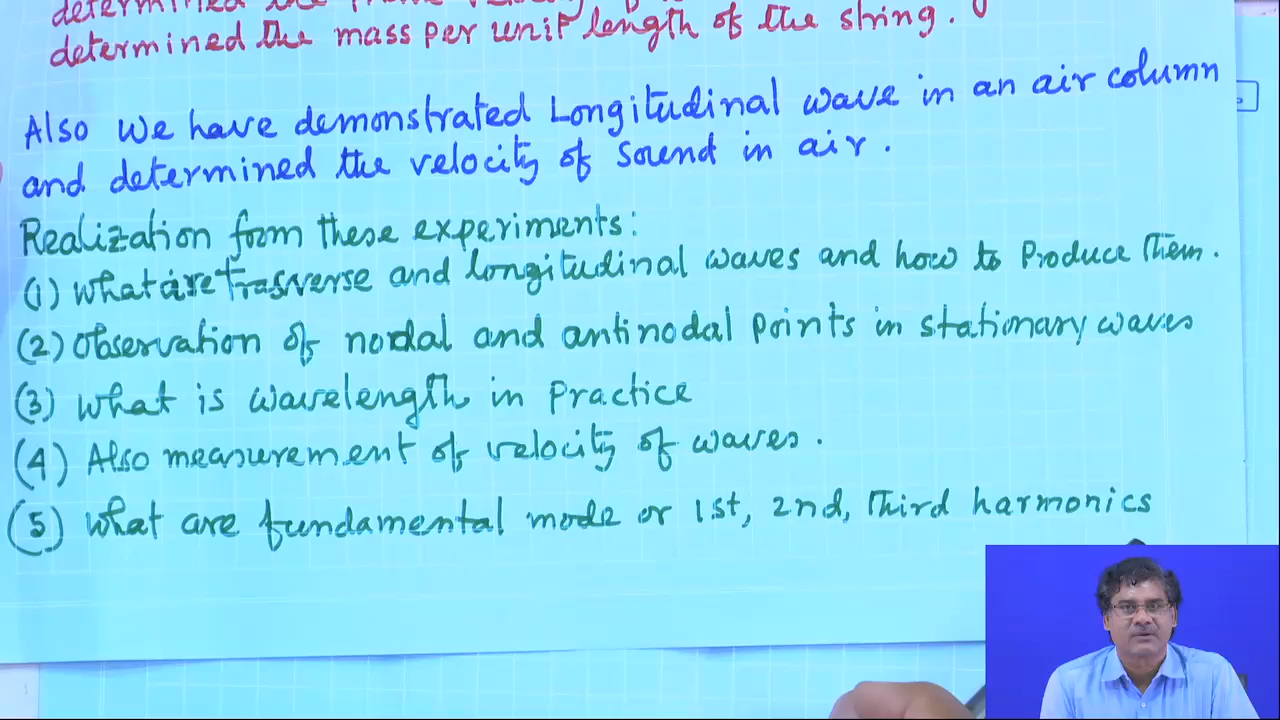 determined the
determined the mass per unit length of the string.
Also we have demonstrated Longitudinal wave in an air column
and determined the velocity of sound in air.
Realization from these experiments:
(1) what are trasverse and longitudinal waves and how to produce them.
(2) observation of nodal and antinodal points in stationary waves
(3) what is wavelength in practice
(4) Also measurement of velocity of waves.
(5) what are fundamental mode or 1st, 2nd, third harmonics